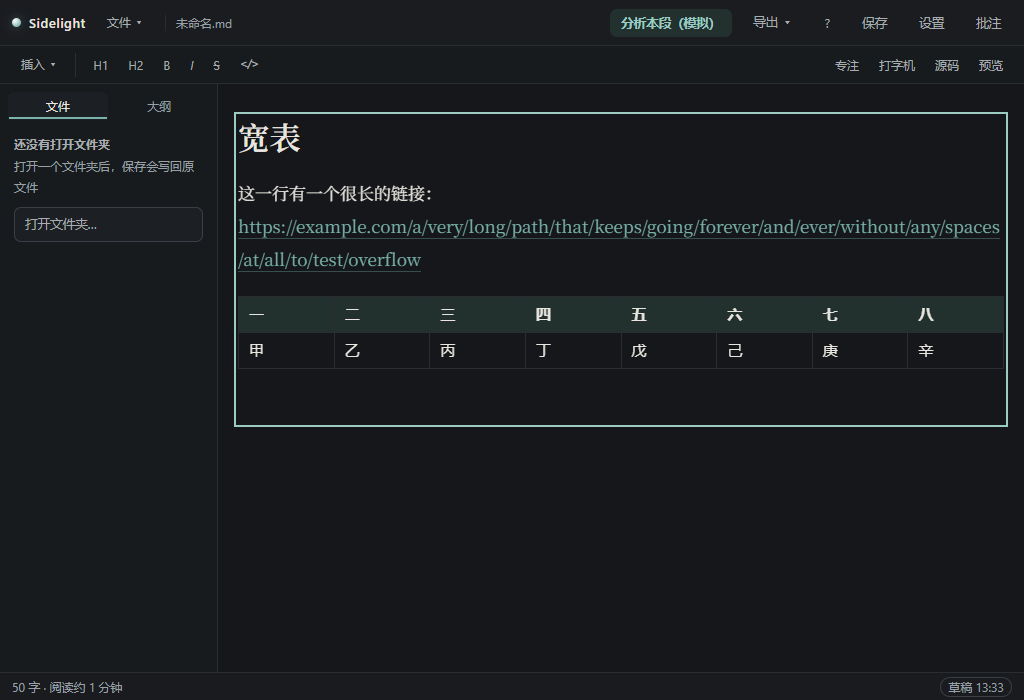 Sidelight 文件 未命名.md 分析本段（模拟） 导出 ? 保存 设置 批注
插入 H1 H2 B I S </> 专注 打字机 源码 预览
文件 大纲
还没有打开文件夹
打开一个文件夹后，保存会写回原
文件
打开文件夹...
宽表
这一行有一个很长的链接：
https://example.com/a/very/long/path/that/keeps/going/forever/and/ever/without/any/spaces
/at/all/to/test/overflow
一 二 三 四 五 六 七 八
甲 乙 丙 丁 戊 己 庚 辛
50 字 · 阅读约 1 分钟 草稿 13:33